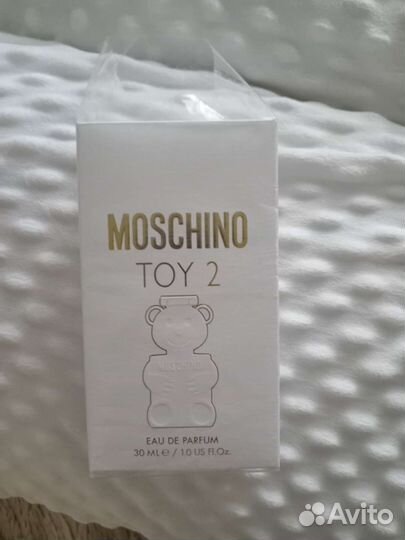 MOSCHINO
TOY 2
MOSCHINO
EAU DE PARFUM
30 ML ℮ / 1.0 US Fl.Oz.
Avito